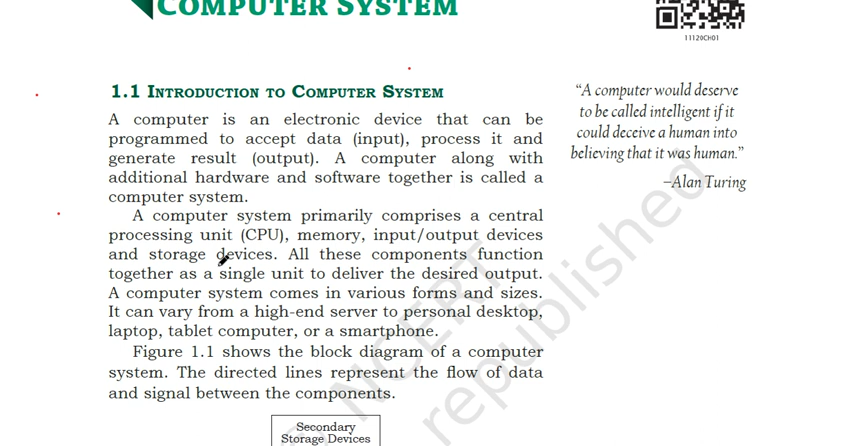 COMPUTER SYSTEM
11120CH01
1.1 INTRODUCTION TO COMPUTER SYSTEM
A computer is an electronic device that can be
programmed to accept data (input), process it and
generate result (output). A computer along with
additional hardware and software together is called a
computer system.
A computer system primarily comprises a central
processing unit (CPU), memory, input/output devices
and storage devices. All these components function
together as a single unit to deliver the desired output.
A computer system comes in various forms and sizes.
It can vary from a high-end server to personal desktop,
laptop, tablet computer, or a smartphone.
Figure 1.1 shows the block diagram of a computer
system. The directed lines represent the flow of data
and signal between the components.
Secondary
Storage Devices
“A computer would deserve
to be called intelligent if it
could deceive a human into
believing that it was human.”
–Alan Turing
NCERT
republished